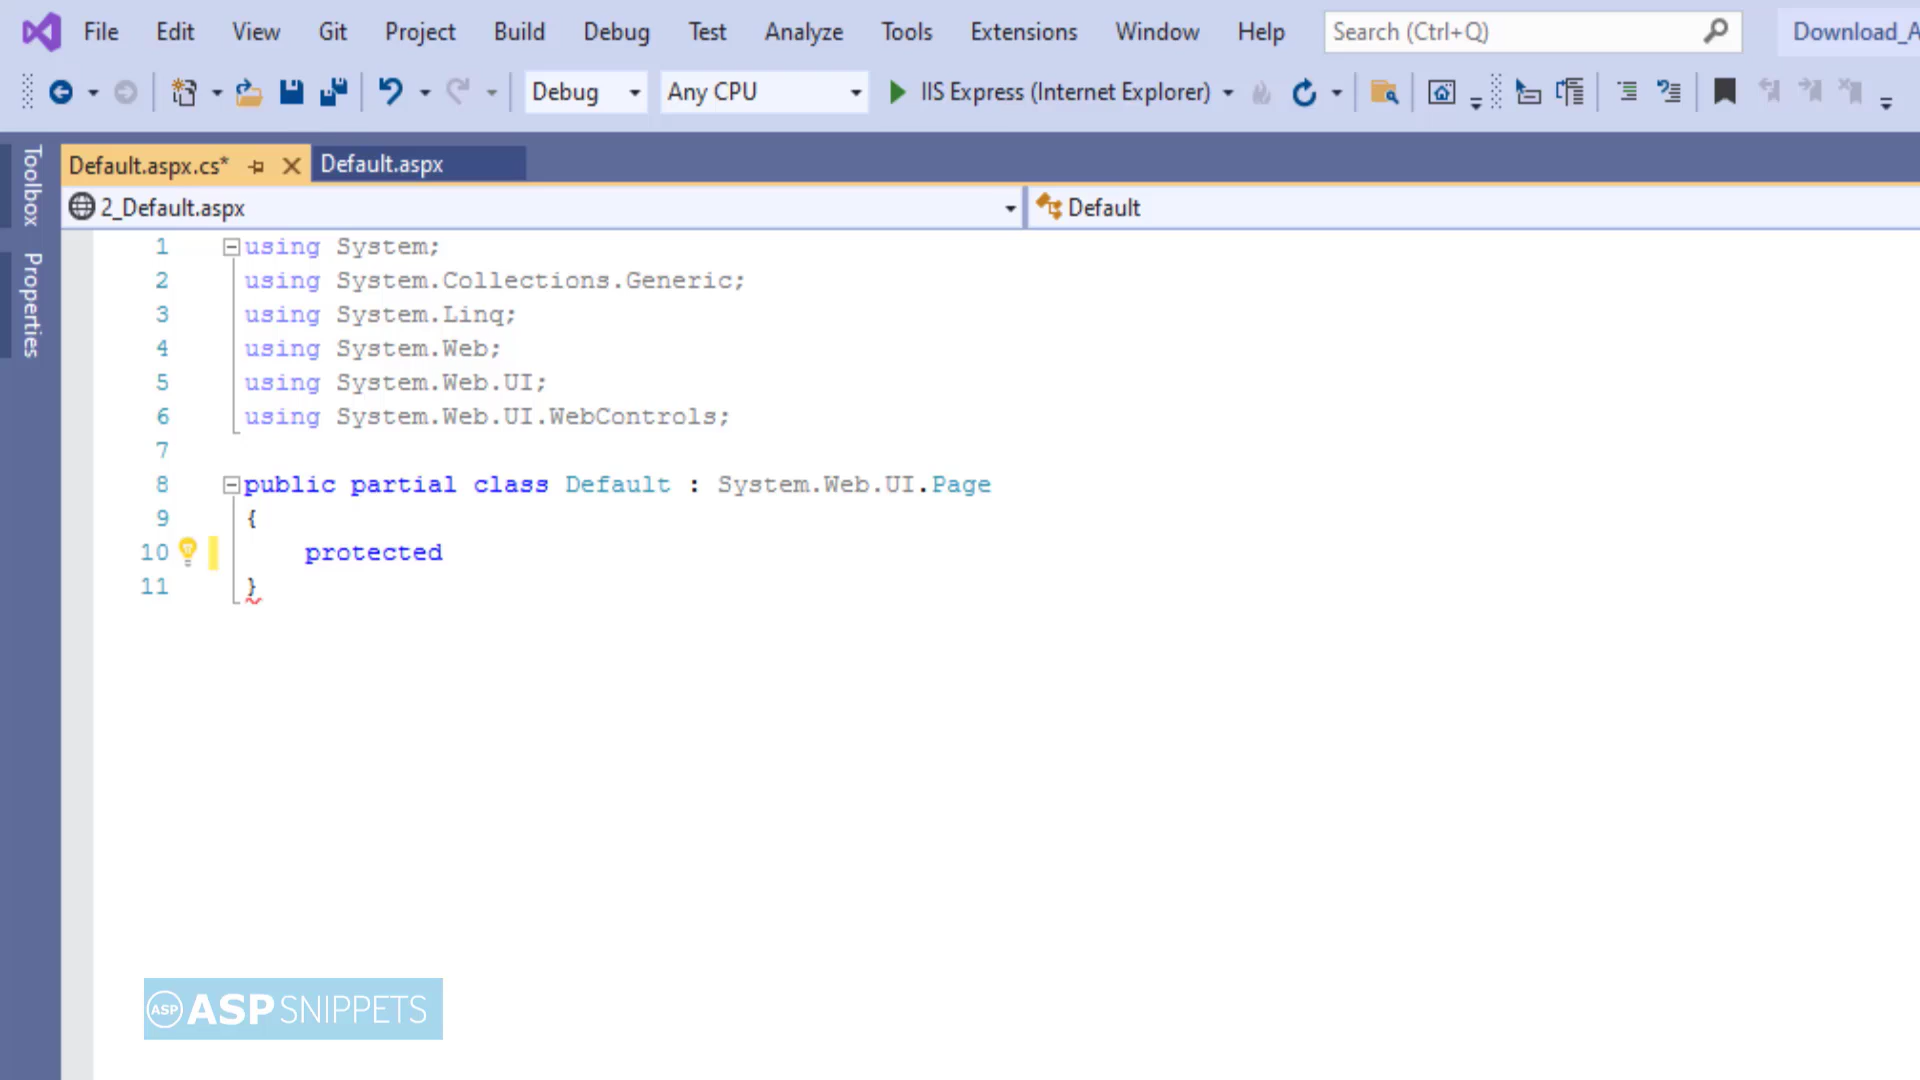 File Edit View Git Project Build Debug Test Analyze Tools Extensions Window Help Search (Ctrl+Q) Download_A
Debug Any CPU IIS Express (Internet Explorer)
Toolbox
Properties
Default.aspx.cs* Default.aspx
2_Default.aspx Default
1 using System;
2 using System.Collections.Generic;
3 using System.Linq;
4 using System.Web;
5 using System.Web.UI;
6 using System.Web.UI.WebControls;
7
8 public partial class Default : System.Web.UI.Page
9 {
10 protected
11 }
ASP ASPSNIPPETS